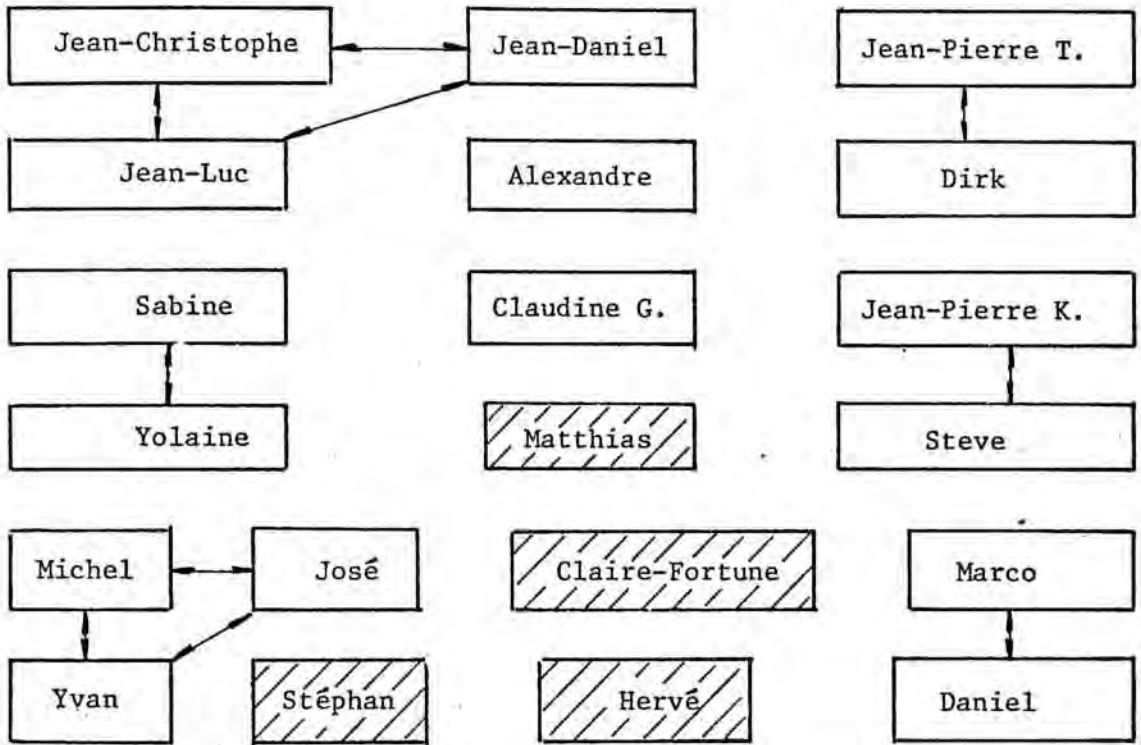 Jean-Christophe
Jean-Daniel
Jean-Pierre T.
Jean-Luc
Alexandre
Dirk
Sabine
Claudine G.
Jean-Pierre K.
Yolaine
Matthias
Steve
Michel
José
Claire-Fortune
Marco
Yvan
Stéphan
Hervé
Daniel